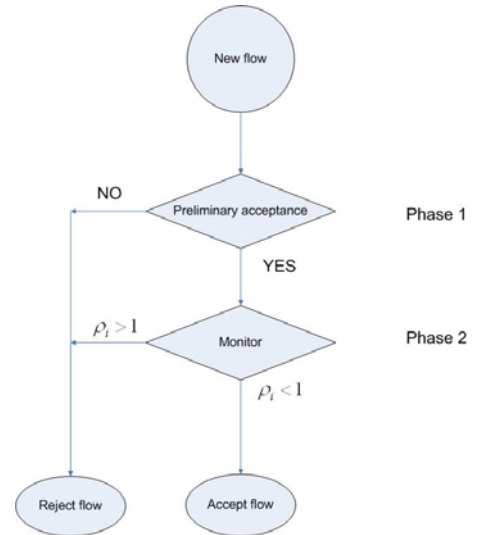 New flow
NO
Preliminary acceptance
Phase 1
YES
ρᵢ > 1
Monitor
Phase 2
ρᵢ < 1
Reject flow
Accept flow